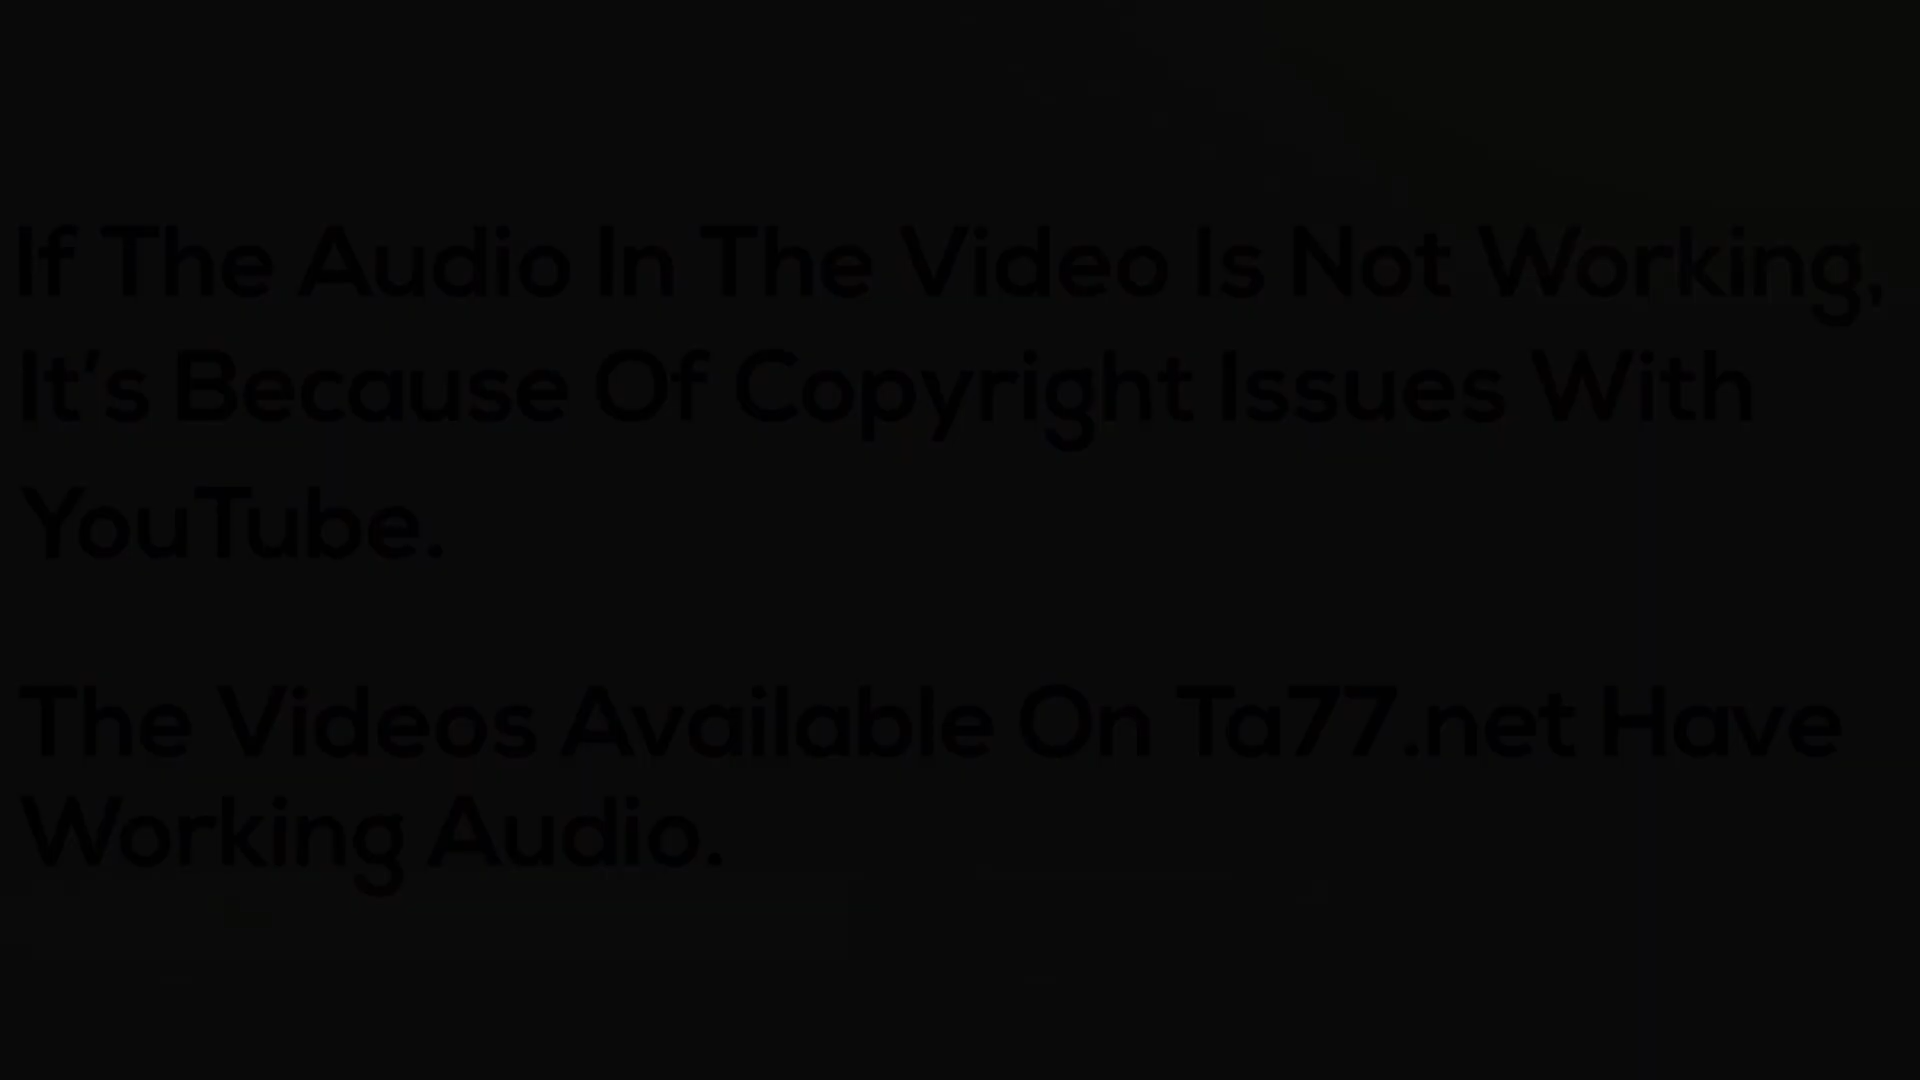 If The Audio In The Video Is Not Working,
It's Because Of Copyright Issues With
YouTube.
The Videos Available On Ta77.net Have
Working Audio.